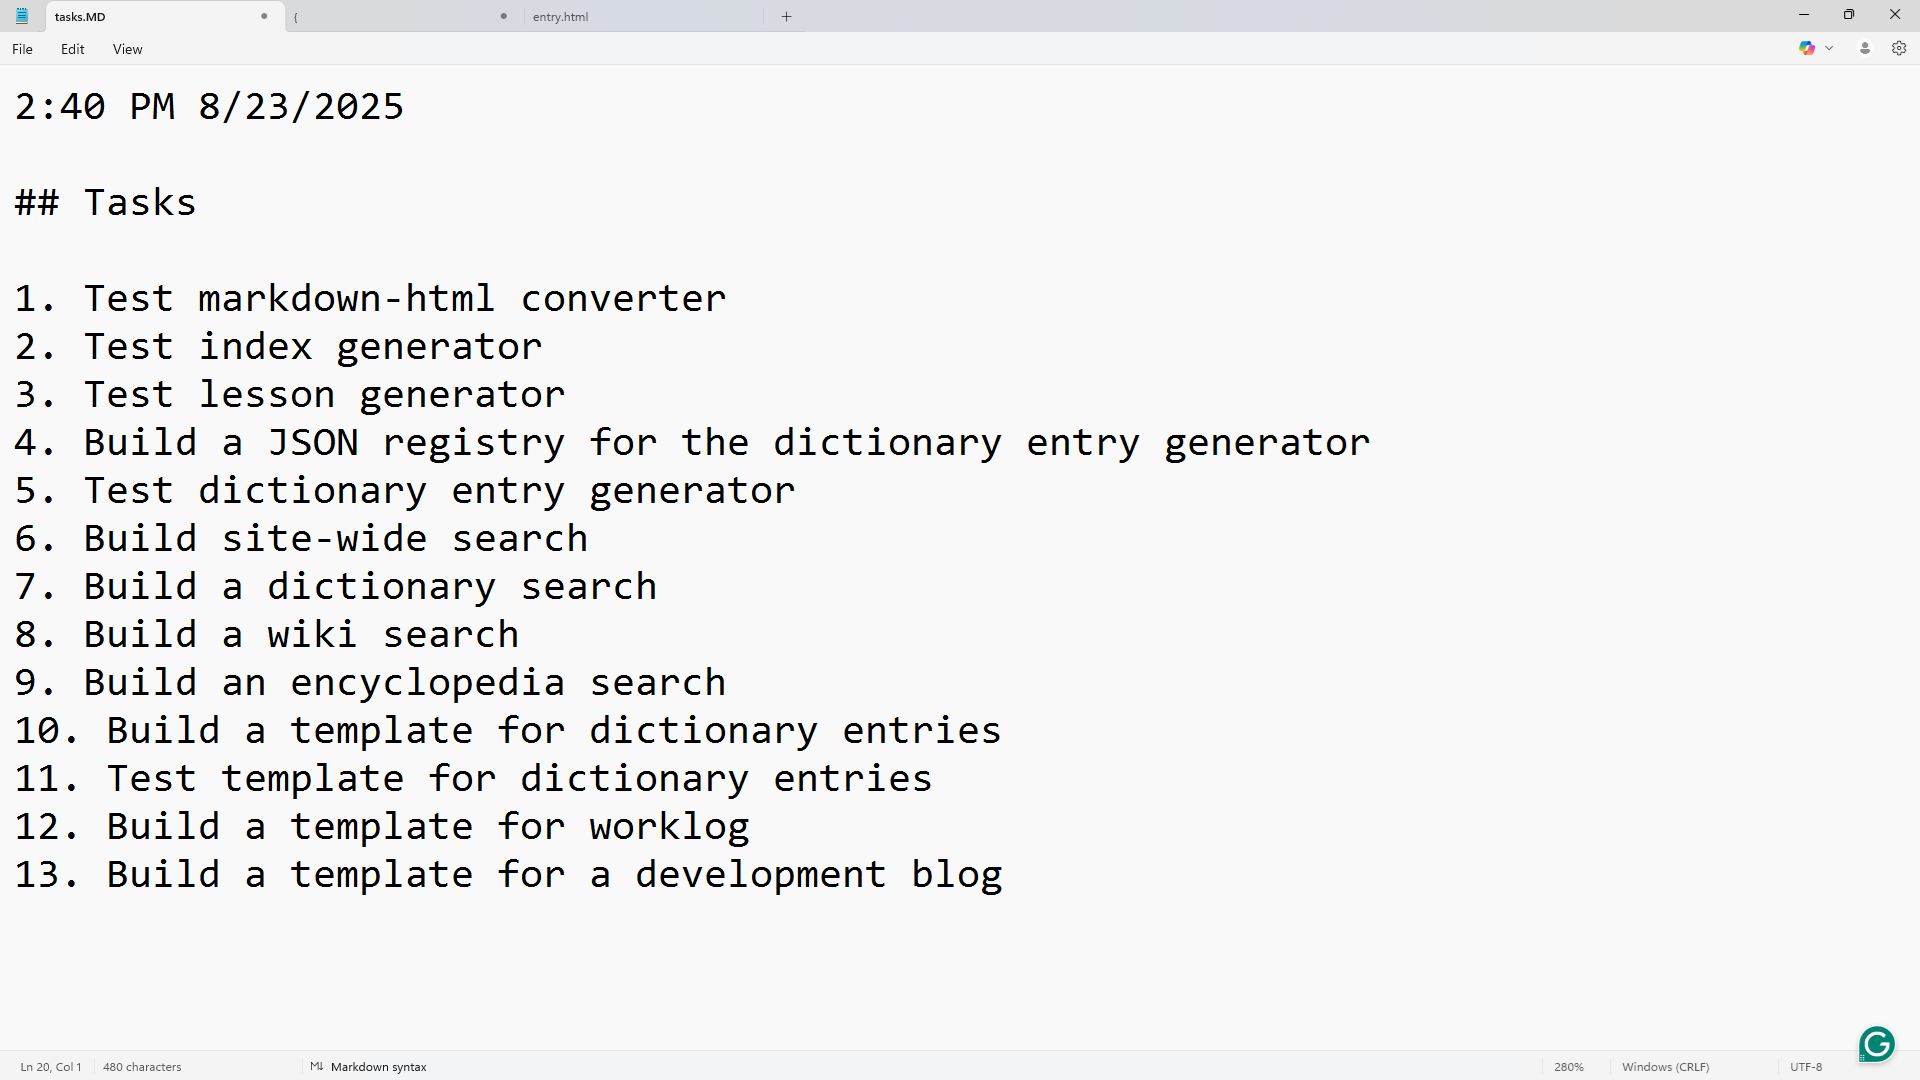 tasks.MD
{
entry.html
File Edit View
2:40 PM 8/23/2025
## Tasks
1. Test markdown-html converter
2. Test index generator
3. Test lesson generator
4. Build a JSON registry for the dictionary entry generator
5. Test dictionary entry generator
6. Build site-wide search
7. Build a dictionary search
8. Build a wiki search
9. Build an encyclopedia search
10. Build a template for dictionary entries
11. Test template for dictionary entries
12. Build a template for worklog
13. Build a template for a development blog
Ln 20, Col 1 480 characters M↓ Markdown syntax 280% Windows (CRLF) UTF-8